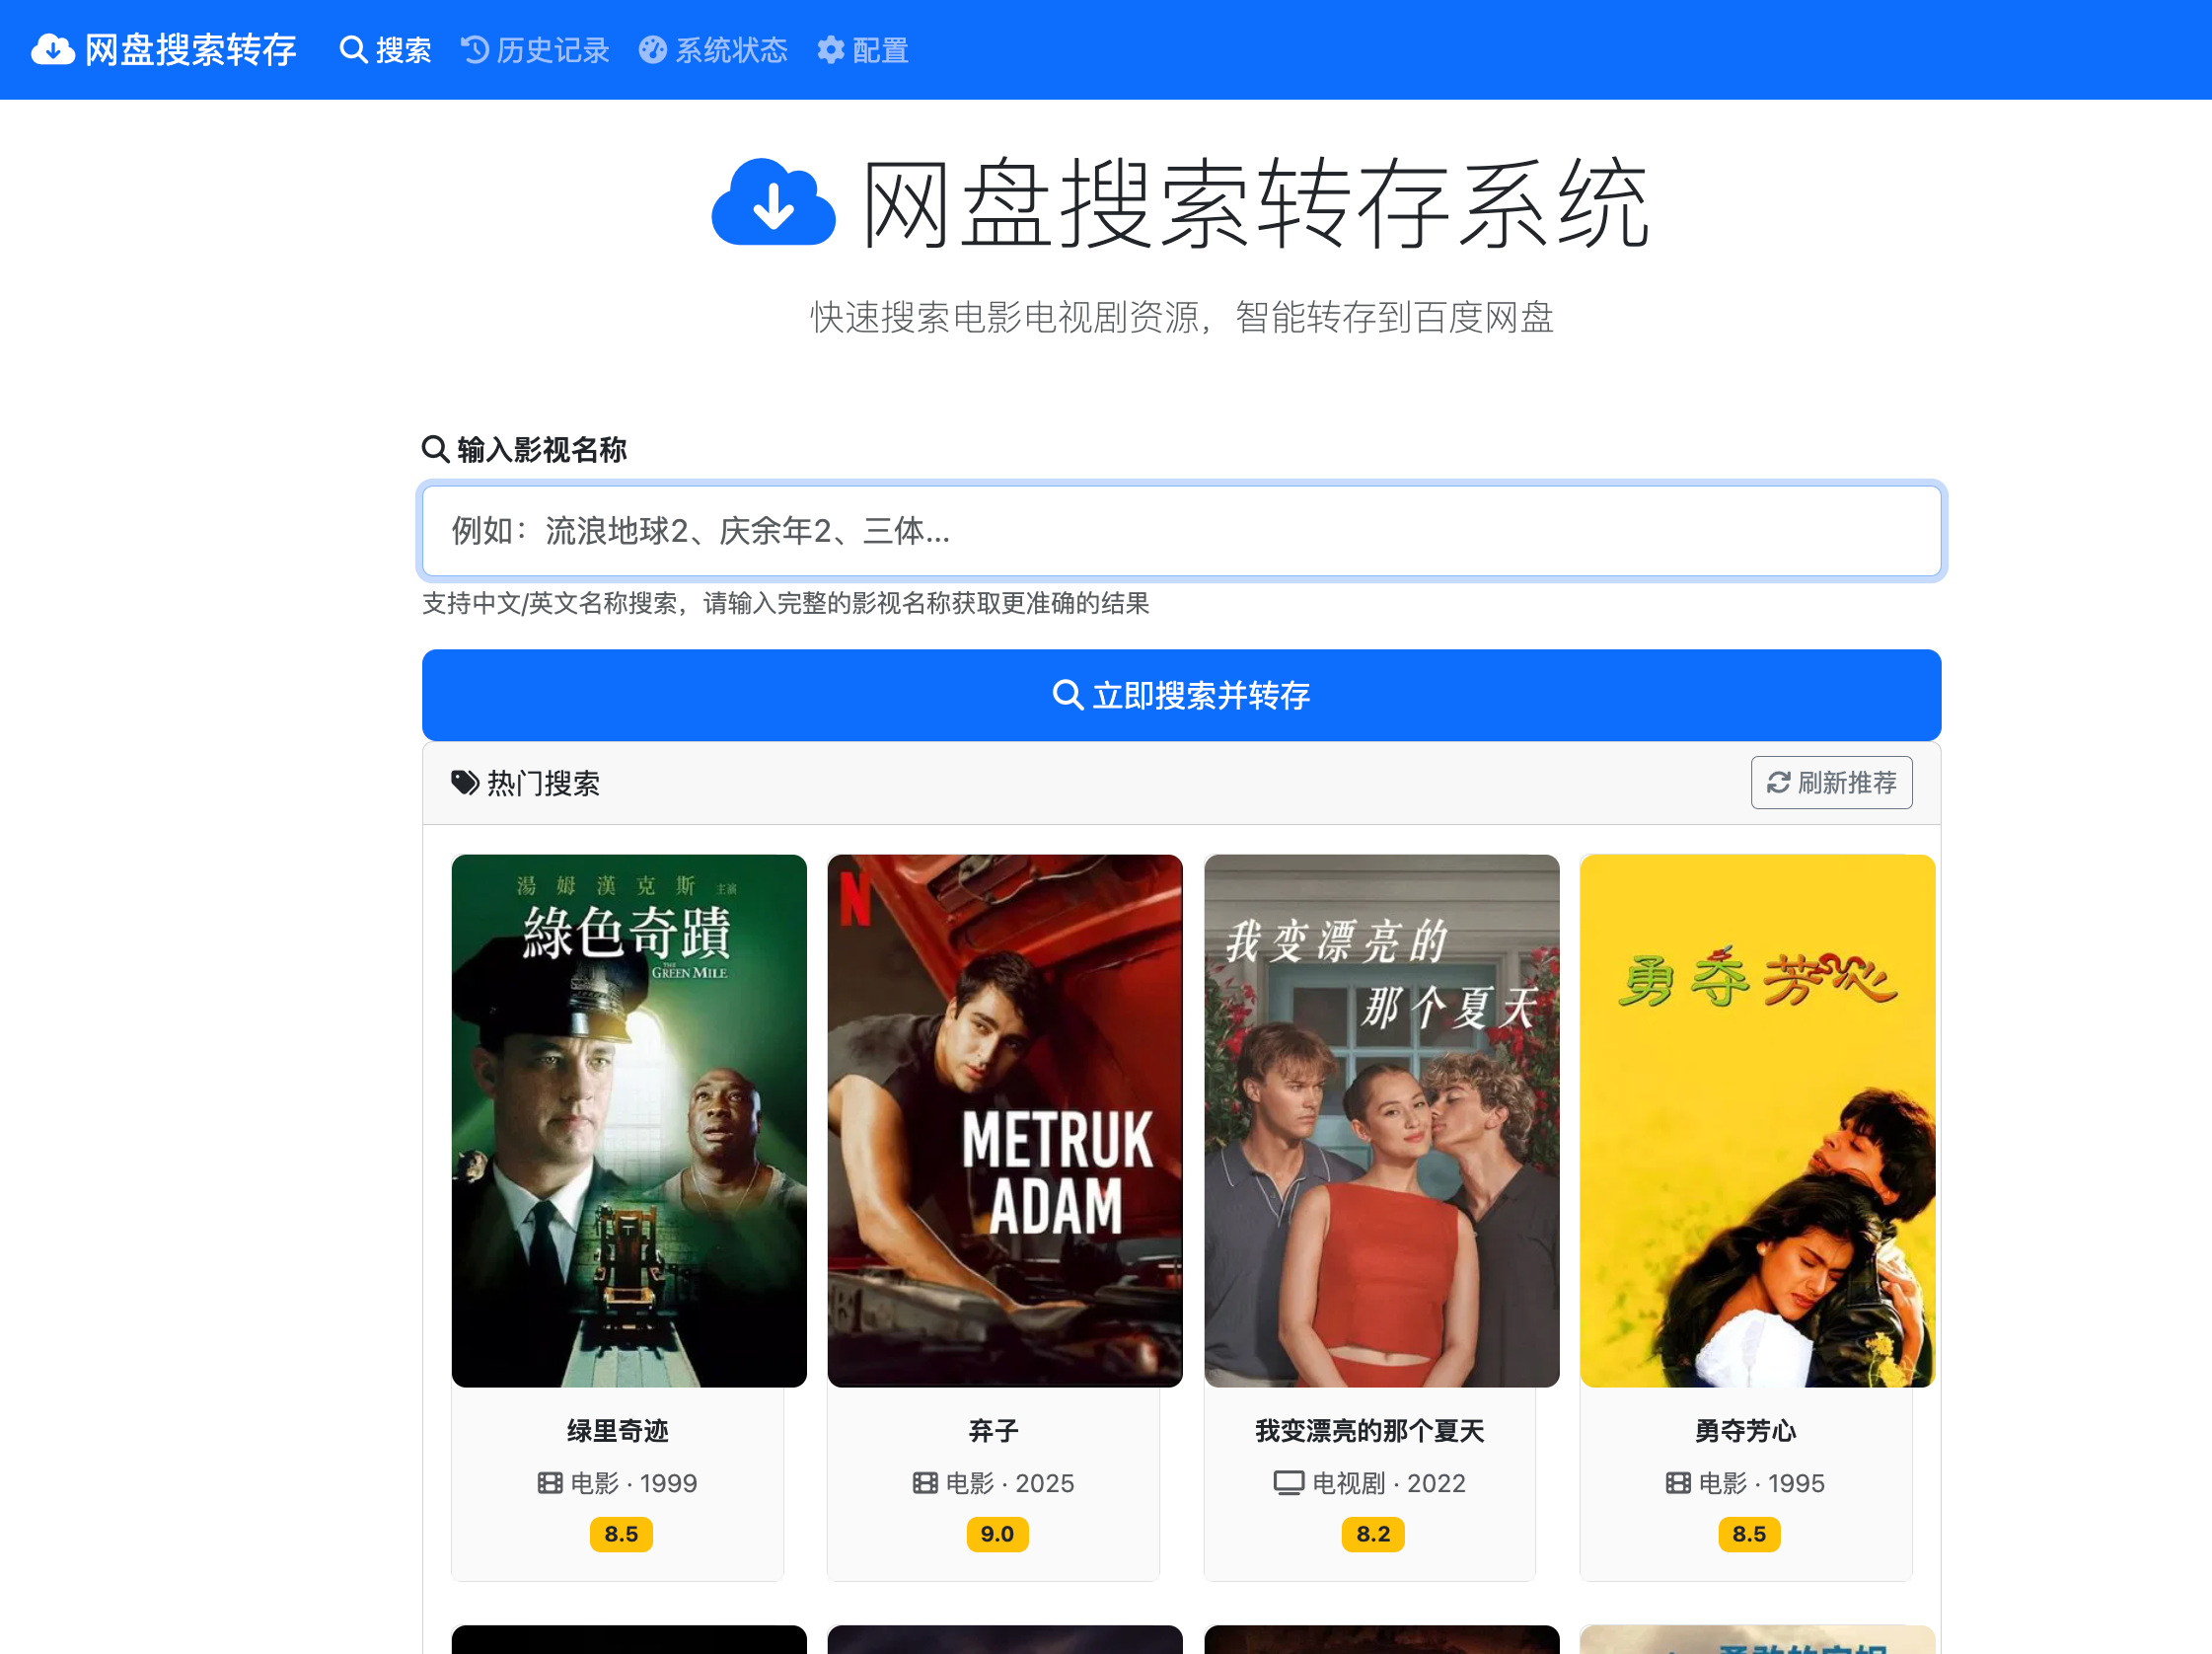 网盘搜索转存 搜索 历史记录 系统状态 配置
网盘搜索转存系统
快速搜索电影电视剧资源，智能转存到百度网盘
输入影视名称
例如：流浪地球2、庆余年2、三体...
支持中文/英文名称搜索，请输入完整的影视名称获取更准确的结果
立即搜索并转存
热门搜索
刷新推荐
湯姆漢克斯 主演
綠色奇蹟
THE
GREEN MILE
N
METRUK
ADAM
我变漂亮的
那个夏天
勇夺芳心
绿里奇迹
电影 · 1999
8.5
弃子
电影 · 2025
9.0
我变漂亮的那个夏天
电视剧 · 2022
8.2
勇夺芳心
电影 · 1995
8.5